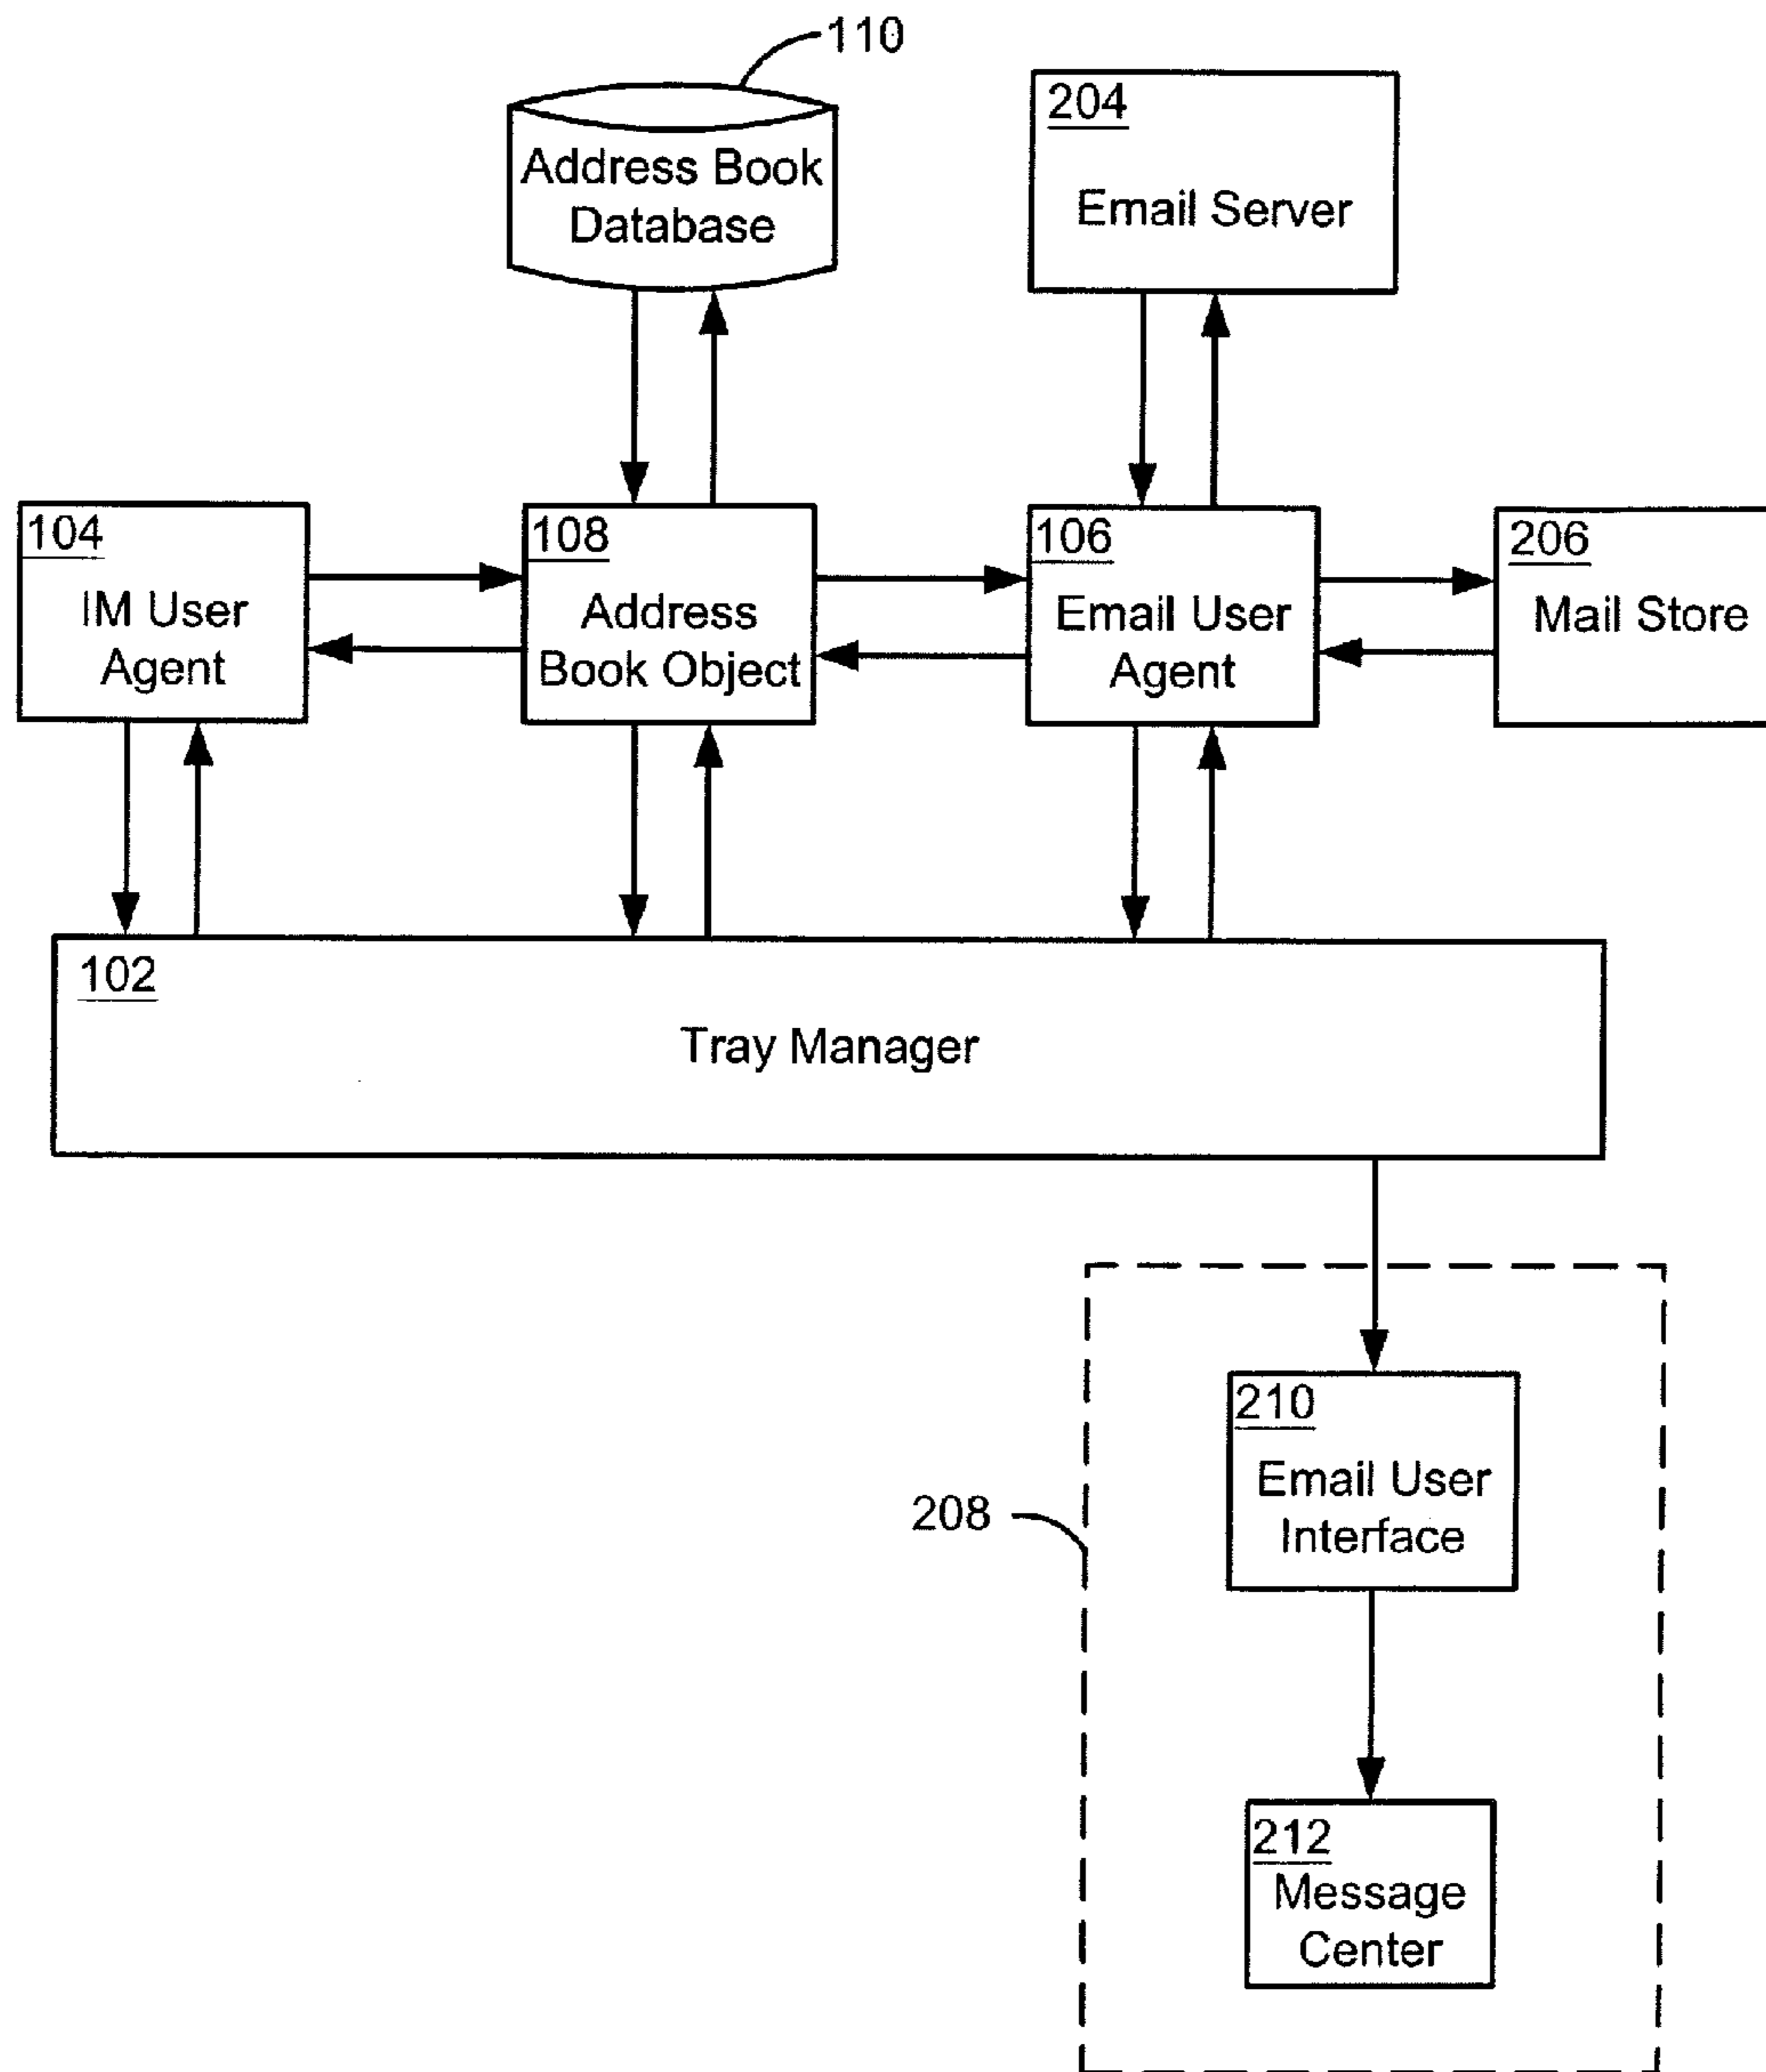 110
Address Book
Database
204
Email Server
104
IM User
Agent
108
Address
Book Object
106
Email User
Agent
206
Mail Store
102
Tray Manager
208
210
Email User
Interface
212
Message
Center